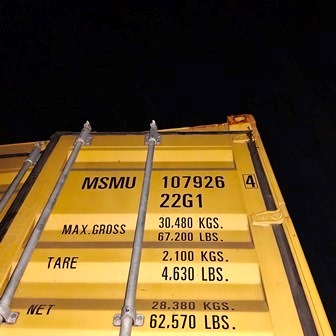 MSMU 107926 4
22G1
MAX.GROSS 30.480 KGS.
67.200 LBS.
TARE 2,100 KGS.
4,630 LBS.
NET 28,380 KGS.
62,570 LBS.